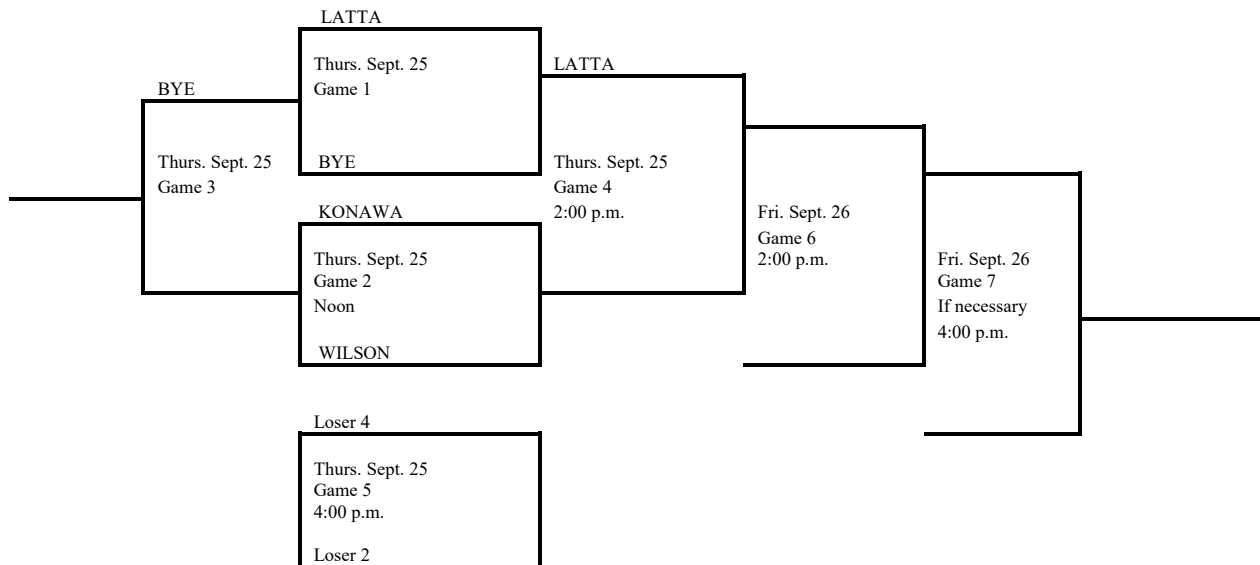 LATTA
Thurs. Sept. 25
Game 1
LATTA
BYE
Thurs. Sept. 25
Game 3
BYE
Thurs. Sept. 25
Game 4
2:00 p.m.
KONAWA
Thurs. Sept. 25
Game 2
Noon
WILSON
Fri. Sept. 26
Game 6
2:00 p.m.
Fri. Sept. 26
Game 7
If necessary
4:00 p.m.
Loser 4
Thurs. Sept. 25
Game 5
4:00 p.m.
Loser 2